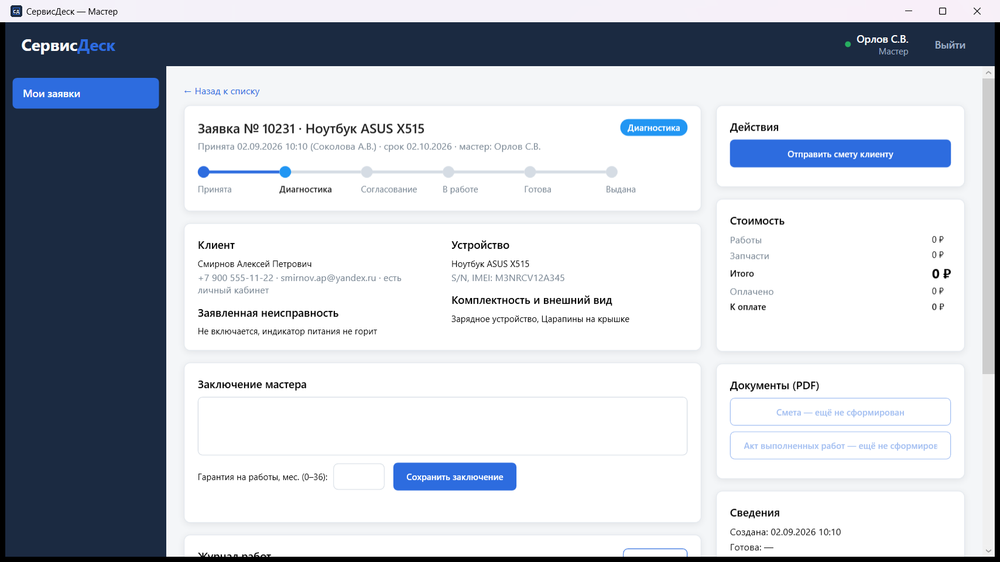 СервисДеск — Мастер
СервисДеск
Орлов С.В.
Мастер
Выйти
Мои заявки
← Назад к списку
Заявка № 10231 · Ноутбук ASUS X515
Диагностика
Принята 02.09.2026 10:10 (Соколова А.В.) · срок 02.10.2026 · мастер: Орлов С.В.
Принята
Диагностика
Согласование
В работе
Готова
Выдана
Клиент
Смирнов Алексей Петрович
+7 900 555-11-22 · smirnov.ap@yandex.ru · есть
личный кабинет
Заявленная неисправность
Не включается, индикатор питания не горит
Устройство
Ноутбук ASUS X515
S/N, IMEI: M3NRCV12A345
Комплектность и внешний вид
Зарядное устройство, Царапины на крышке
Заключение мастера
Гарантия на работы, мес. (0–36):
Сохранить заключение
Журнал работ
Действия
Отправить смету клиенту
Стоимость
Работы 0 ₽
Запчасти 0 ₽
Итого 0 ₽
Оплачено 0 ₽
К оплате 0 ₽
Документы (PDF)
Смета — ещё не сформирован
Акт выполненных работ — ещё не сформиров
Сведения
Создана: 02.09.2026 10:10
Готова: —